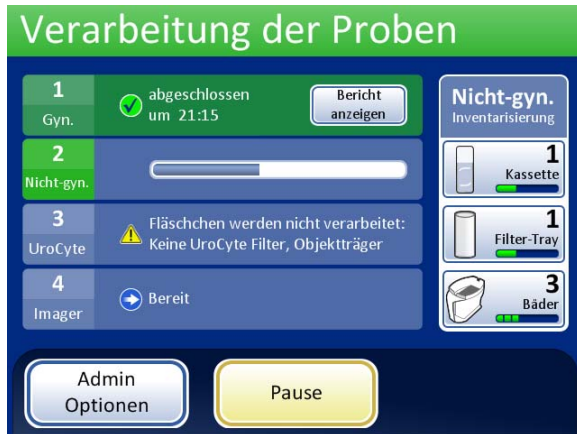 Verarbeitung der Proben
1
Gyn.
abgeschlossen
um 21:15
Bericht
anzeigen
2
Nicht-gyn.
3
UroCyte
Fläschchen werden nicht verarbeitet:
Keine UroCyte Filter, Objektträger
4
Imager
Bereit
Nicht-gyn.
Inventarisierung
1
Kassette
1
Filter-Tray
3
Bäder
Admin
Optionen
Pause